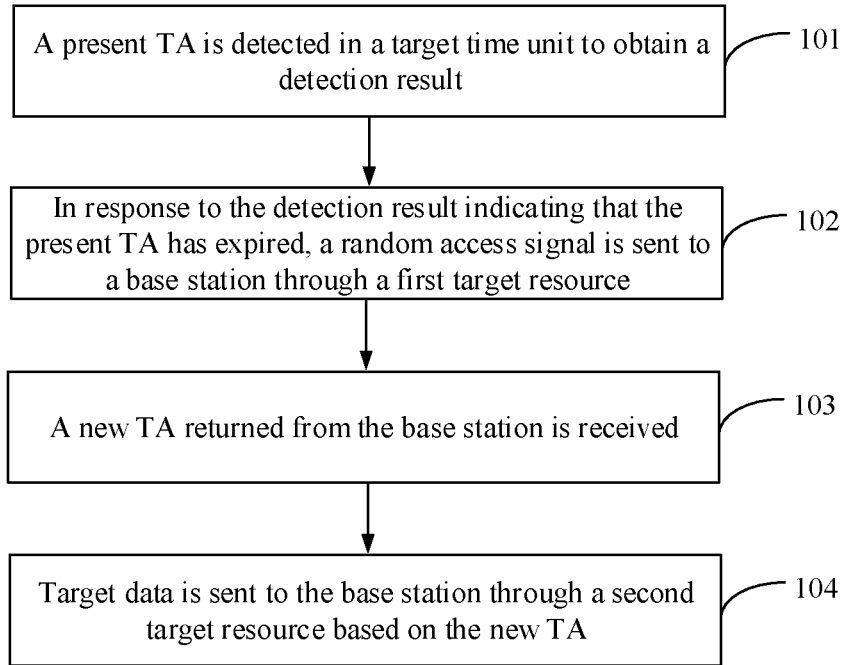 A present TA is detected in a target time unit to obtain a
detection result
101
In response to the detection result indicating that the
present TA has expired, a random access signal is sent to
a base station through a first target resource
102
A new TA returned from the base station is received
103
Target data is sent to the base station through a second
target resource based on the new TA
104